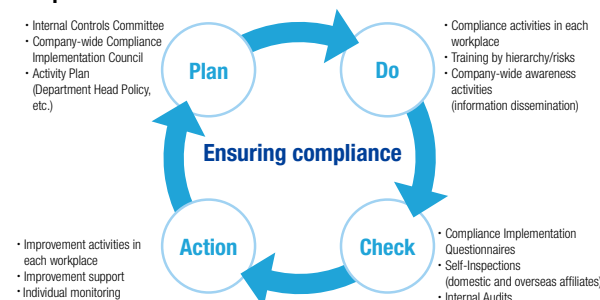 ・Internal Controls Committee
・Company-wide Compliance
Implementation Council
・Activity Plan
(Department Head Policy,
etc.)
Plan
Do
・Compliance activities in each
workplace
・Training by hierarchy/risks
・Company-wide awareness
activities
(information dissemination)
Ensuring compliance
・Improvement activities in
each workplace
・Improvement support
・Individual monitoring
Action
Check
・Compliance Implementation
Questionnaires
・Self-Inspections
(domestic and overseas affiliates)
・Internal Audits